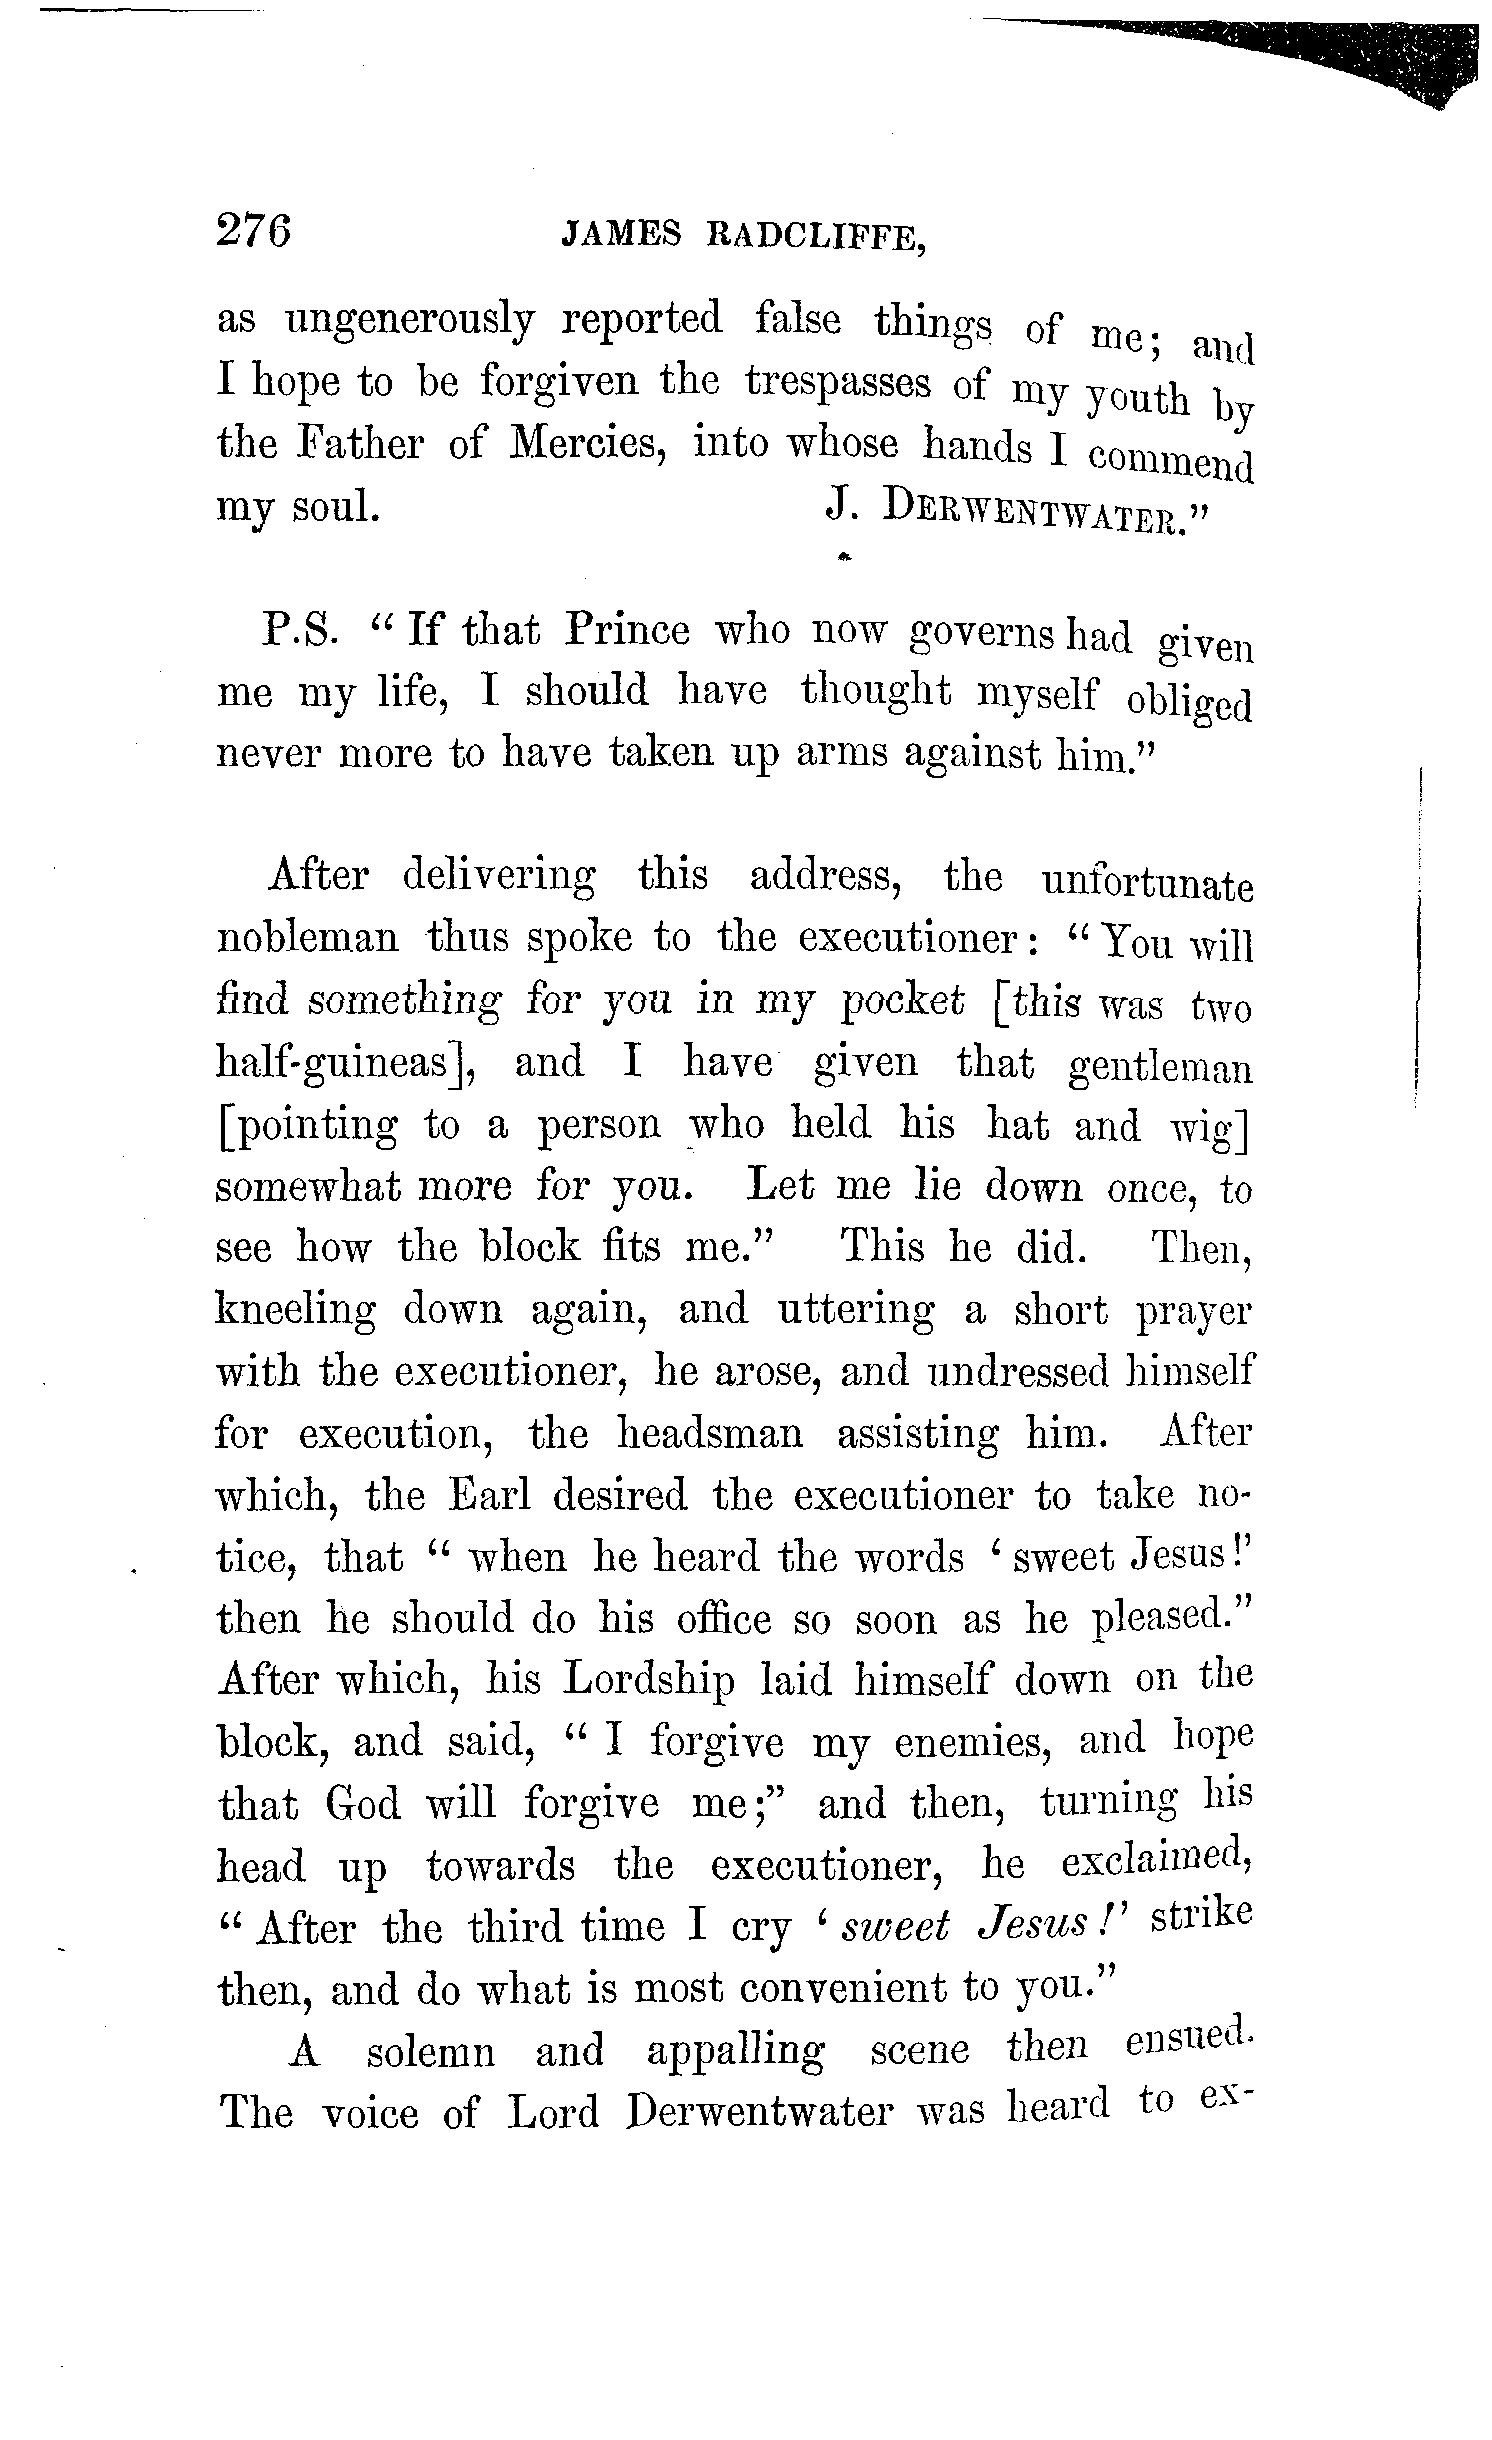 276 JAMES RADCLIFFE,
as ungenerously reported false things of me; and
I hope to be forgiven the trespasses of my youth by
the Father of Mercies, into whose hands I commend
my soul. J. DERWENTWATER."
P.S. "If that Prince who now governs had given
me my life, I should have thought myself obliged
never more to have taken up arms against him."
After delivering this address, the unfortunate
nobleman thus spoke to the executioner: "You will
find something for you in my pocket [this was two
half-guineas], and I have given that gentleman
[pointing to a person who held his hat and wig]
somewhat more for you. Let me lie down once, to
see how the block fits me." This he did. Then,
kneeling down again, and uttering a short prayer
with the executioner, he arose, and undressed himself
for execution, the headsman assisting him. After
which, the Earl desired the executioner to take no-
tice, that "when he heard the words 'sweet Jesus!'
then he should do his office so soon as he pleased."
After which, his Lordship laid himself down on the
block, and said, "I forgive my enemies, and hope
that God will forgive me;" and then, turning his
head up towards the executioner, he exclaimed,
"After the third time I cry 'sweet Jesus!' strike
then, and do what is most convenient to you."
A solemn and appalling scene then ensued.
The voice of Lord Derwentwater was heard to ex-